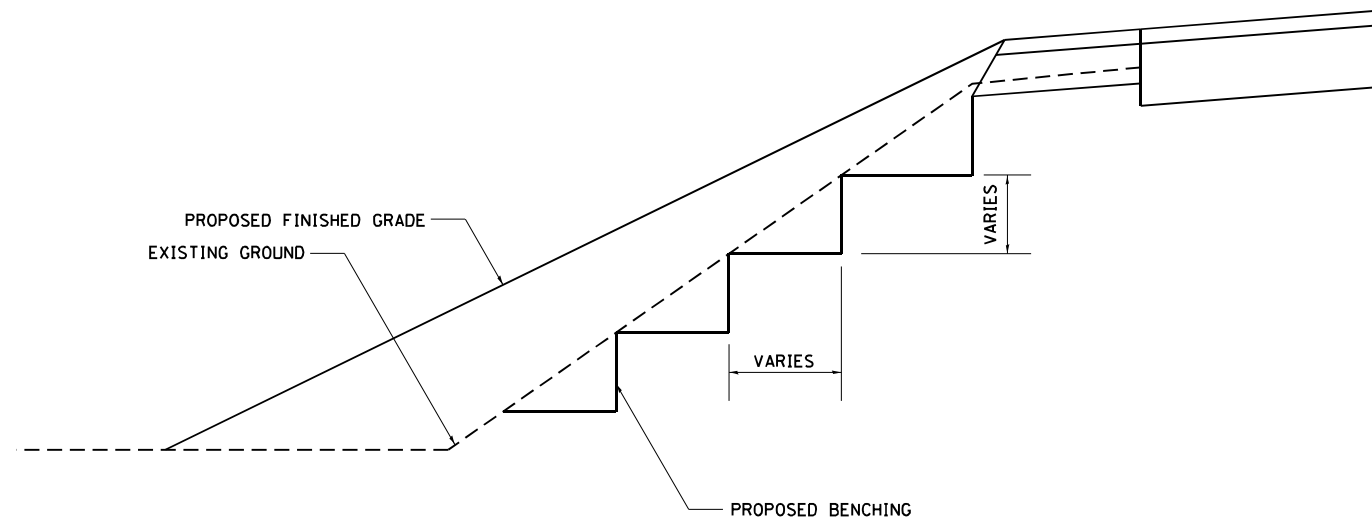 PROPOSED FINISHED GRADE
EXISTING GROUND
VARIES
VARIES
PROPOSED BENCHING